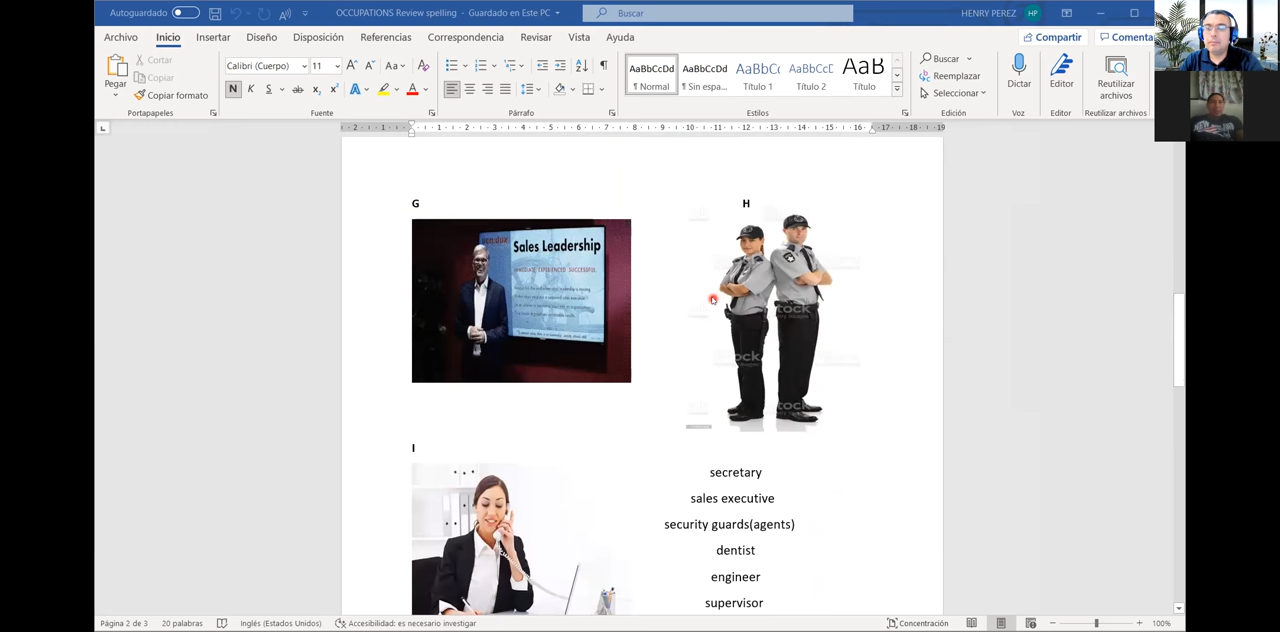 Autoguardado
OCCUPATIONS Review spelling - Guardado en Este PC
Buscar
HENRY PEREZ
HP
Archivo Inicio Insertar Diseño Disposición Referencias Correspondencia Revisar Vista Ayuda
Compartir
Comenta
Pegar
Cortar
Copiar
Copiar formato
Portapapeles
Calibri (Cuerpo) 11
Fuente
Párrafo
AaBbCcDd AaBbCcDd AaBbCc AaBbCcD AaB
Normal Sin espa... Título 1 Título 2 Título
Estilos
Buscar
Reemplazar
Seleccionar
Edición
Dictar
Voz
Editor
Editor
Reutilizar archivos
Reutilizar archivos
G
H
Sales Leadership
EXPERIENCED SUCCESSFUL
I
secretary
sales executive
security guards(agents)
dentist
engineer
supervisor
Página 2 de 3 20 palabras Inglés (Estados Unidos) Accesibilidad: es necesario investigar
Concentración
100%